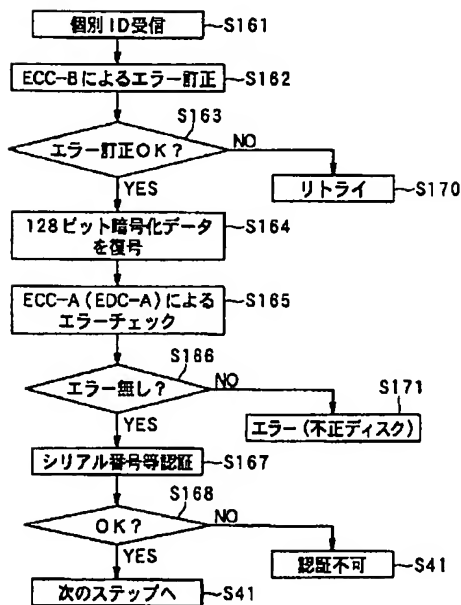 個別ID受信 S161
ECC-Bによるエラー訂正 S162
S163
エラー訂正OK? NO
YES
リトライ S170
128ビット暗号化データ
を復号 S164
ECC-A(EDC-A)による
エラーチェック S165
S166
エラー無し? NO
S171
YES
エラー(不正ディスク)
シリアル番号等認証 S167
S168
OK? NO
YES
認証不可 S41
次のステップへ S41